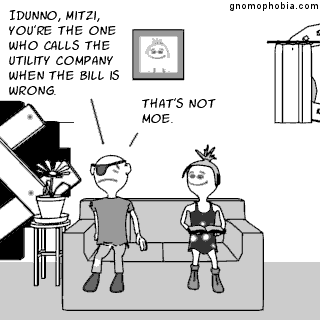 gnomophobia.com
IDUNNO, MITZI,
YOU'RE THE ONE
WHO CALLS THE
UTILITY COMPANY
WHEN THE BILL IS
WRONG.
THAT'S NOT
MOE.